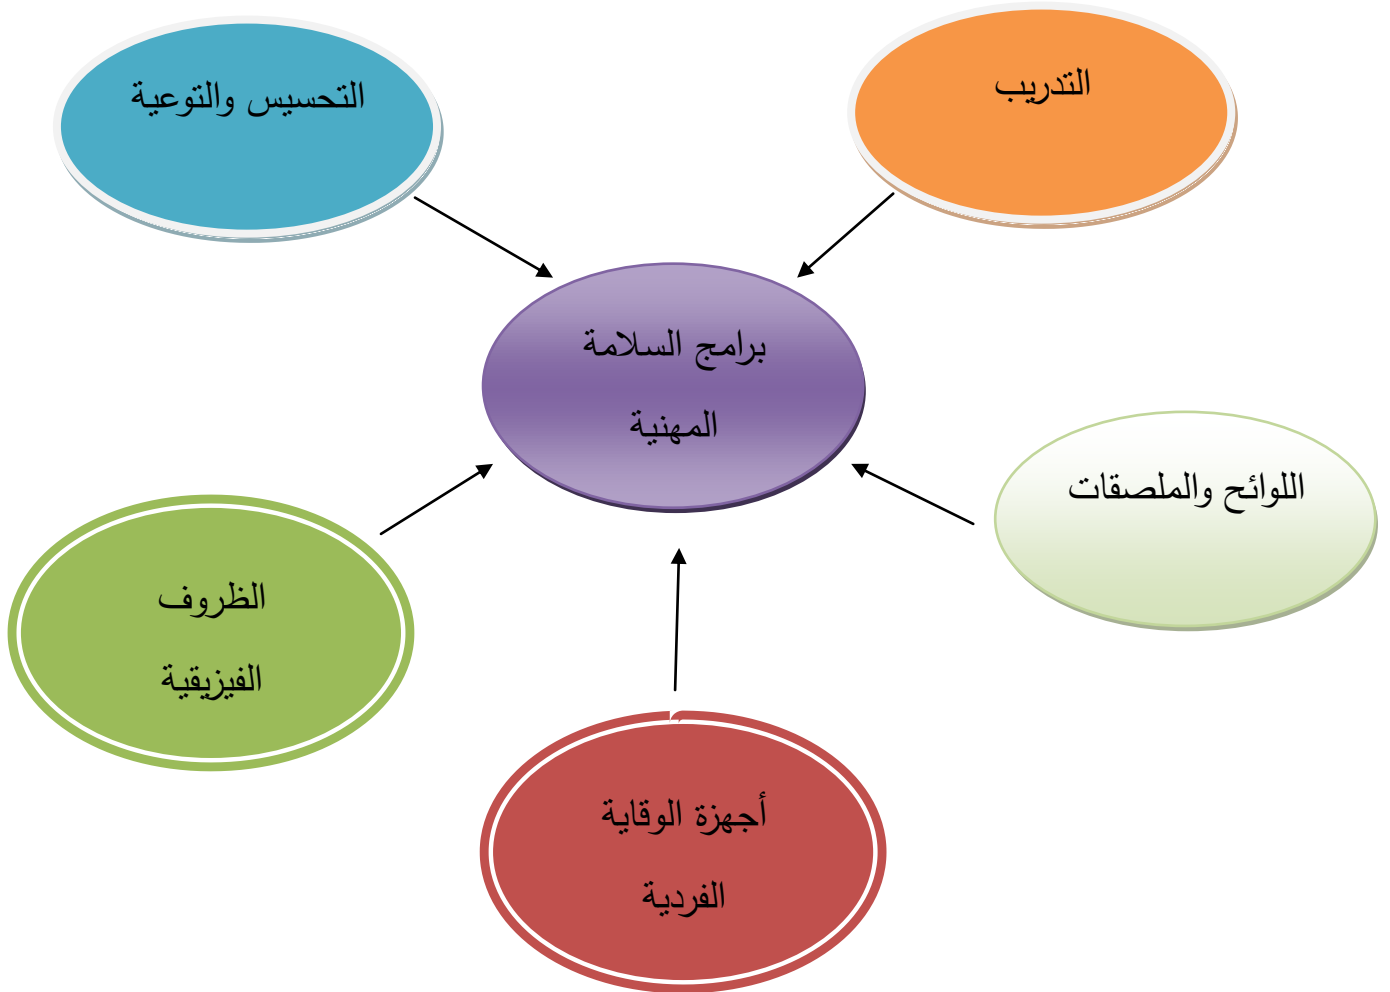 التدريب
التحسيس والتوعية
برامج السلامة
المهنية
اللوائح والملصقات
الظروف
الفيزيقية
أجهزة الوقاية
الفردية